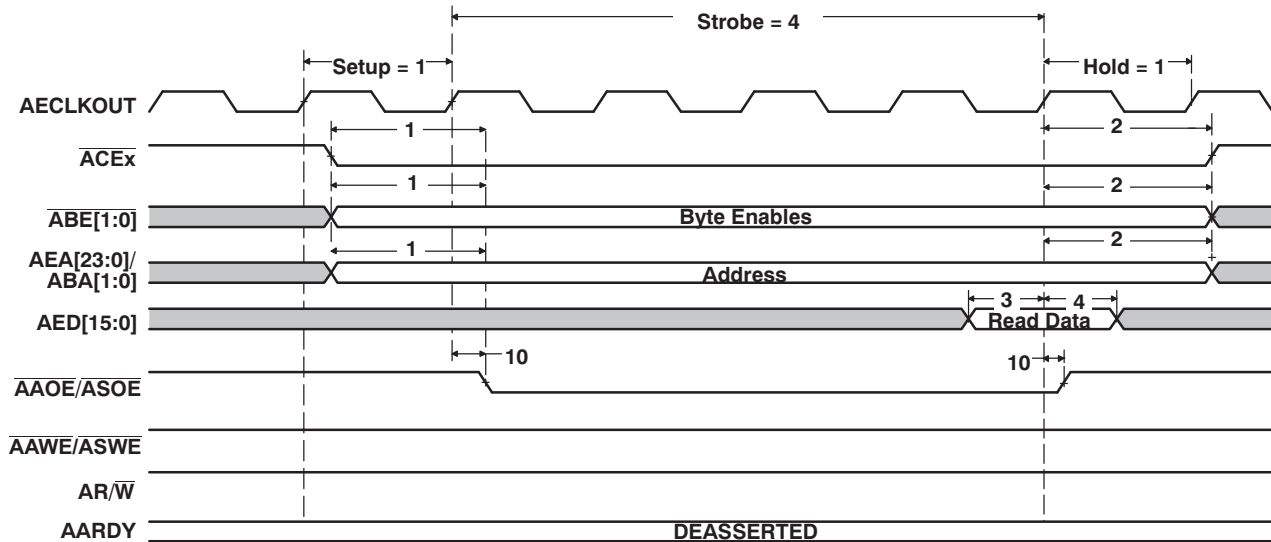 Strobe = 4
Setup = 1
Hold = 1
AECLKOUT
1
2
ACEx
1
2
ABE[1:0]
Byte Enables
1
2
AEA[23:0]/
ABA[1:0]
Address
3
4
AED[15:0]
Read Data
10
10
AAOE/ASOE
AAWE/ASWE
AR/W
AARDY
DEASSERTED